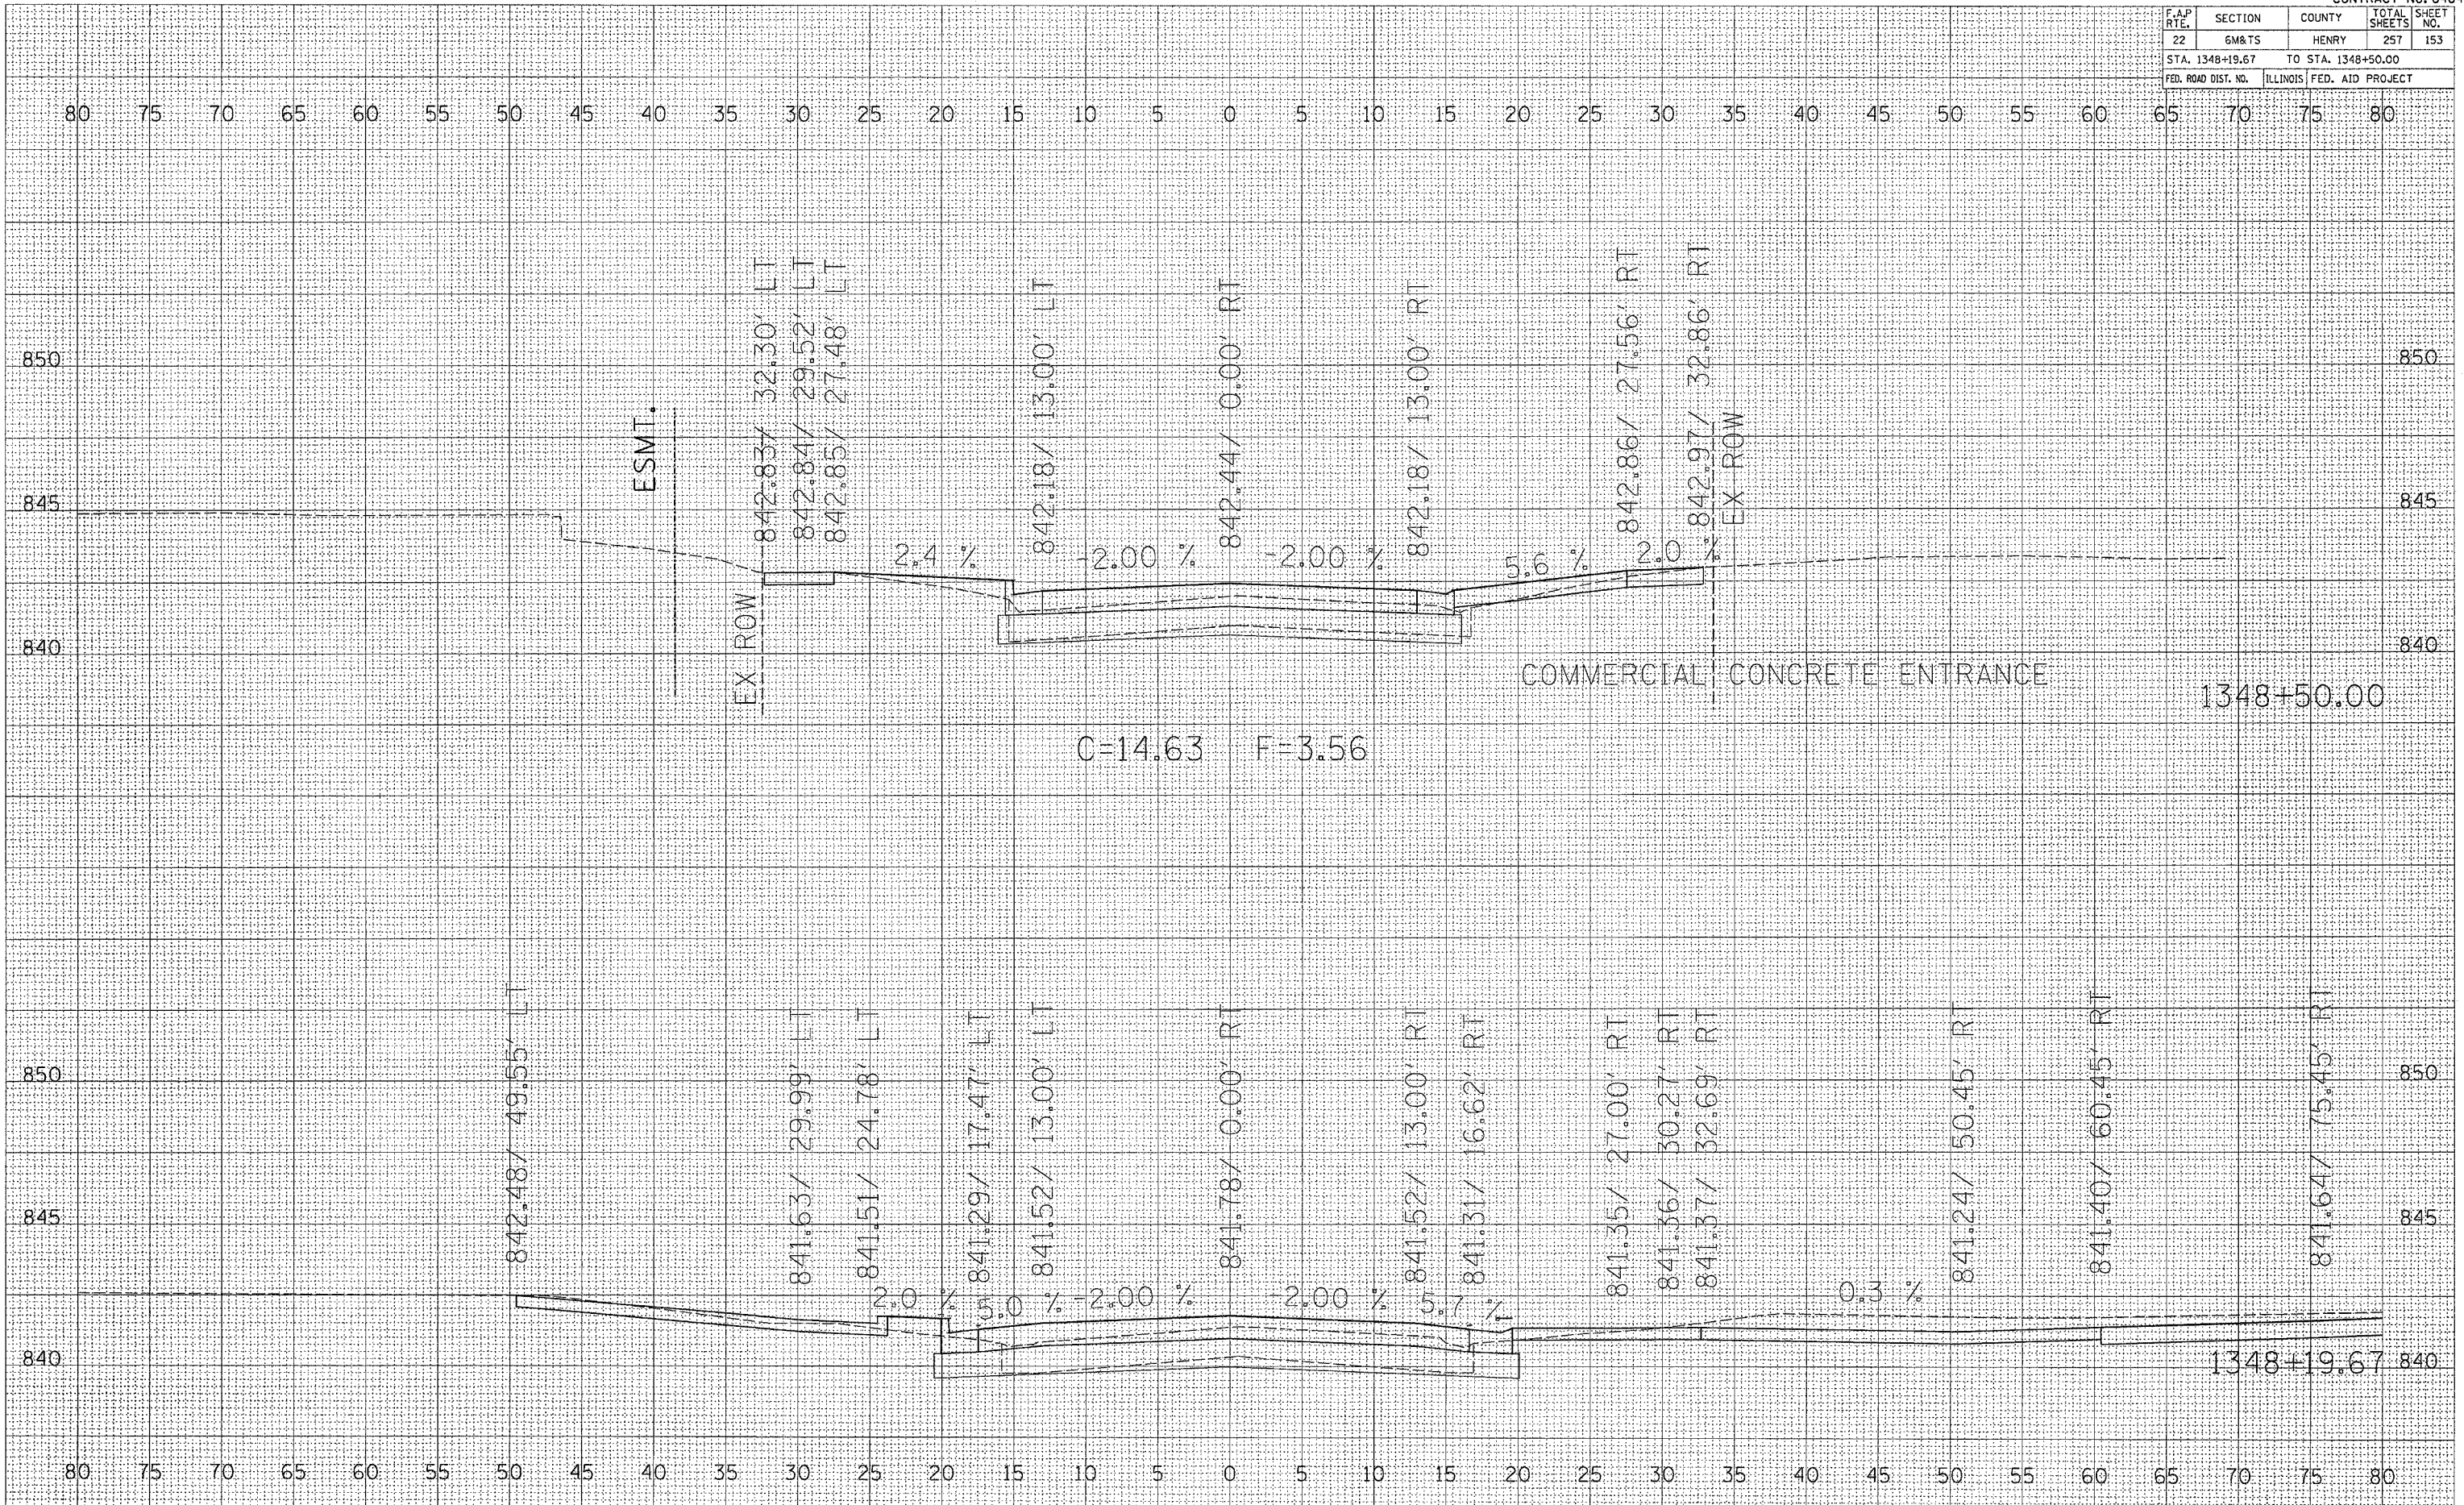 CONTRACT NO.
F.A.P. RTE. SECTION COUNTY TOTAL SHEETS SHEET NO.
22 6M&TS HENRY 257 153
STA. 1348+19.67 TO STA. 1348+50.00
FED. ROAD DIST. NO. ILLINOIS FED. AID PROJECT
80 75 70 65 60 55 50 45 40 35 30 25 20 15 10 5 0 5 10 15 20 25 30 35 40 45 50 55 60 65 70 75 80
850 850
845 845
840 840
ESMT.
EX ROW
842.83/ 32.30' LT
842.84/ 29.52' LT
842.85/ 27.48' LT
842.18/ 13.00' LT
842.44/ 0.00' RT
842.18/ 13.00' RT
842.86/ 27.56' RT
842.97/ 32.86' RT
EX ROW
2.4 % -2.00 % -2.00 % 5.6 % 2.0 %
COMMERCIAL CONCRETE ENTRANCE
1348+50.00
C=14.63 F=3.56
850 850
845 845
840 840
842.48/ 49.55' LT
841.63/ 29.99' LT
841.51/ 24.78' LT
841.29/ 17.47' LT
841.52/ 13.00' LT
841.78/ 0.00' RT
841.52/ 13.00' RT
841.31/ 16.62' RT
841.35/ 27.00' RT
841.36/ 30.27' RT
841.37/ 32.69' RT
841.24/ 50.45' RT
841.40/ 60.45' RT
841.64/ 75.45' RT
2.0 % -5.0 % -2.00 % -2.00 % -5.7 % 0.3 %
1348+19.67
80 75 70 65 60 55 50 45 40 35 30 25 20 15 10 5 0 5 10 15 20 25 30 35 40 45 50 55 60 65 70 75 80